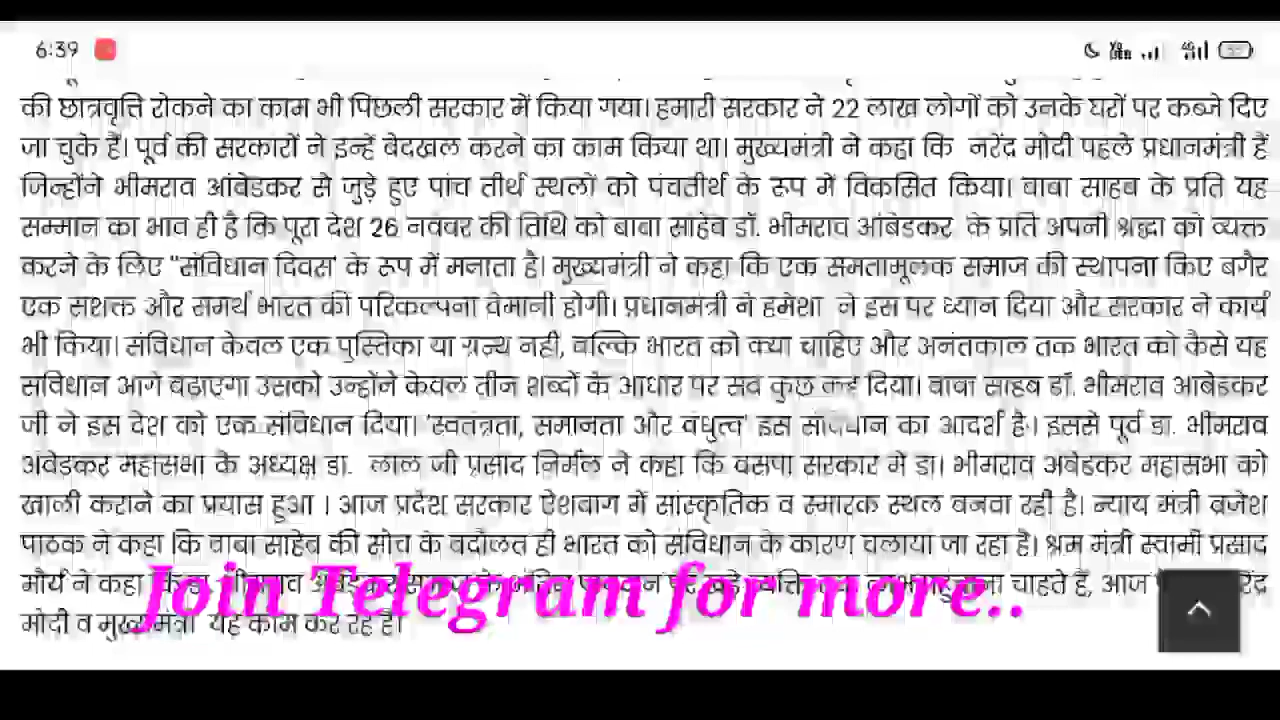 6:39
की छात्रवृत्ति रोकने का काम भी पिछली सरकार में किया गया। हमारी सरकार ने 22 लाख लोगों को उनके घरों पर कब्जे दिए
जा चुके हैं। पूर्व की सरकारों ने इन्हें बेदखल करने का काम किया था। मुख्यमंत्री ने कहा कि नरेंद्र मोदी पहले प्रधानमंत्री हैं
जिन्होंने भीमराव आंबेडकर से जुड़े हुए पांच तीर्थ स्थलों को पंचतीर्थ के रूप में विकसित किया। बाबा साहब के प्रति यह
सम्मान का भाव ही है कि पूरा देश 26 नवंबर की तिथि को बाबा साहेब डॉ. भीमराव आंबेडकर के प्रति अपनी श्रद्धा को व्यक्त
करने के लिए "संविधान दिवस' के रूप में मनाता है। मुख्यमंत्री ने कहा कि एक समतामूलक समाज की स्थापना किए बगैर
एक सशक्त और समर्थ भारत की परिकल्पना बेमानी होगी। प्रधानमंत्री ने हमेशा ने इस पर ध्यान दिया और सरकार ने कार्य
भी किया। संविधान केवल एक पुस्तिका या ग्रन्थ नहीं, बल्कि भारत को क्या चाहिए और अनंतकाल तक भारत को कैसे यह
संविधान आगे बढ़ाएगा उसको उन्होंने केवल तीन शब्दों के आधार पर सब कुछ कह दिया। बाबा साहब डॉ. भीमराव आंबेडकर
जी ने इस देश को एक संविधान दिया। 'स्वतंत्रता, समानता और बंधुत्व' इस संविधान का आदर्श है। इससे पूर्व डा. भीमराव
अंबेडकर महासभा के अध्यक्ष डा. लाल जी प्रसाद निर्मल ने कहा कि बसपा सरकार में डा। भीमराव अंबेडकर महासभा को
खाली कराने का प्रयास हुआ । आज प्रदेश सरकार ऐशबाग में सांस्कृतिक व स्मारक स्थल बनवा रही है। न्याय मंत्री ब्रजेश
पाठक ने कहा कि बाबा साहेब की सोच के बदौलत ही भारत को संविधान के कारण चलाया जा रहा है। श्रम मंत्री स्वामी प्रसाद
मौर्य ने कहा चाहते हैं, आज
मोदी व मुख्यमंत्री यह काम कर रहे हैं।
Join Telegram for more..